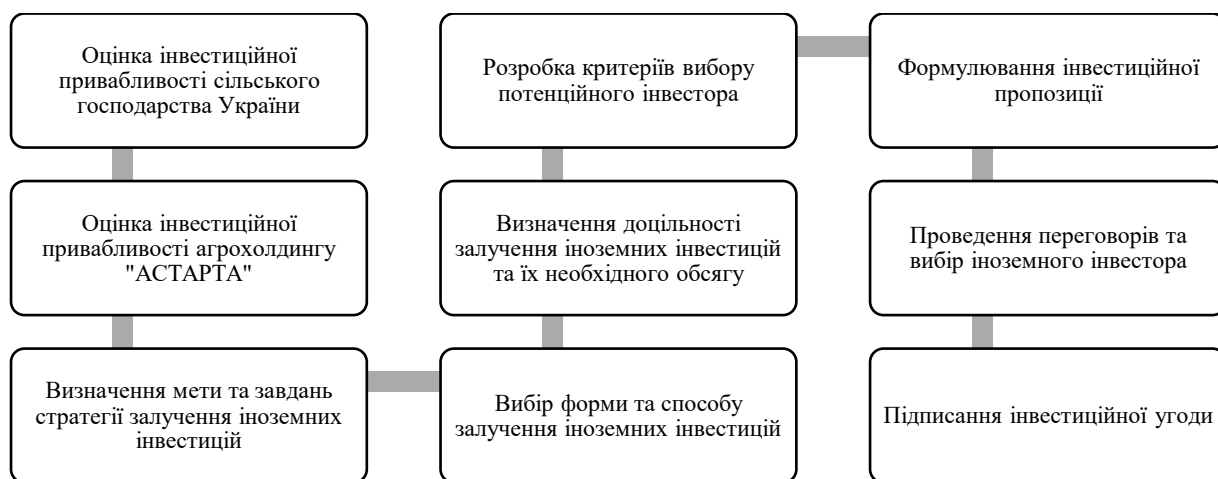 Оцінка інвестиційної
привабливості сільського
господарства України
Оцінка інвестиційної
привабливості агрохолдингу
"АСТАРТА"
Визначення мети та завдань
стратегії залучення іноземних
інвестицій
Вибір форми та способу
залучення іноземних інвестицій
Визначення доцільності
залучення іноземних інвестицій
та їх необхідного обсягу
Розробка критеріїв вибору
потенційного інвестора
Формулювання інвестиційної
пропозиції
Проведення переговорів та
вибір іноземного інвестора
Підписання інвестиційної угоди